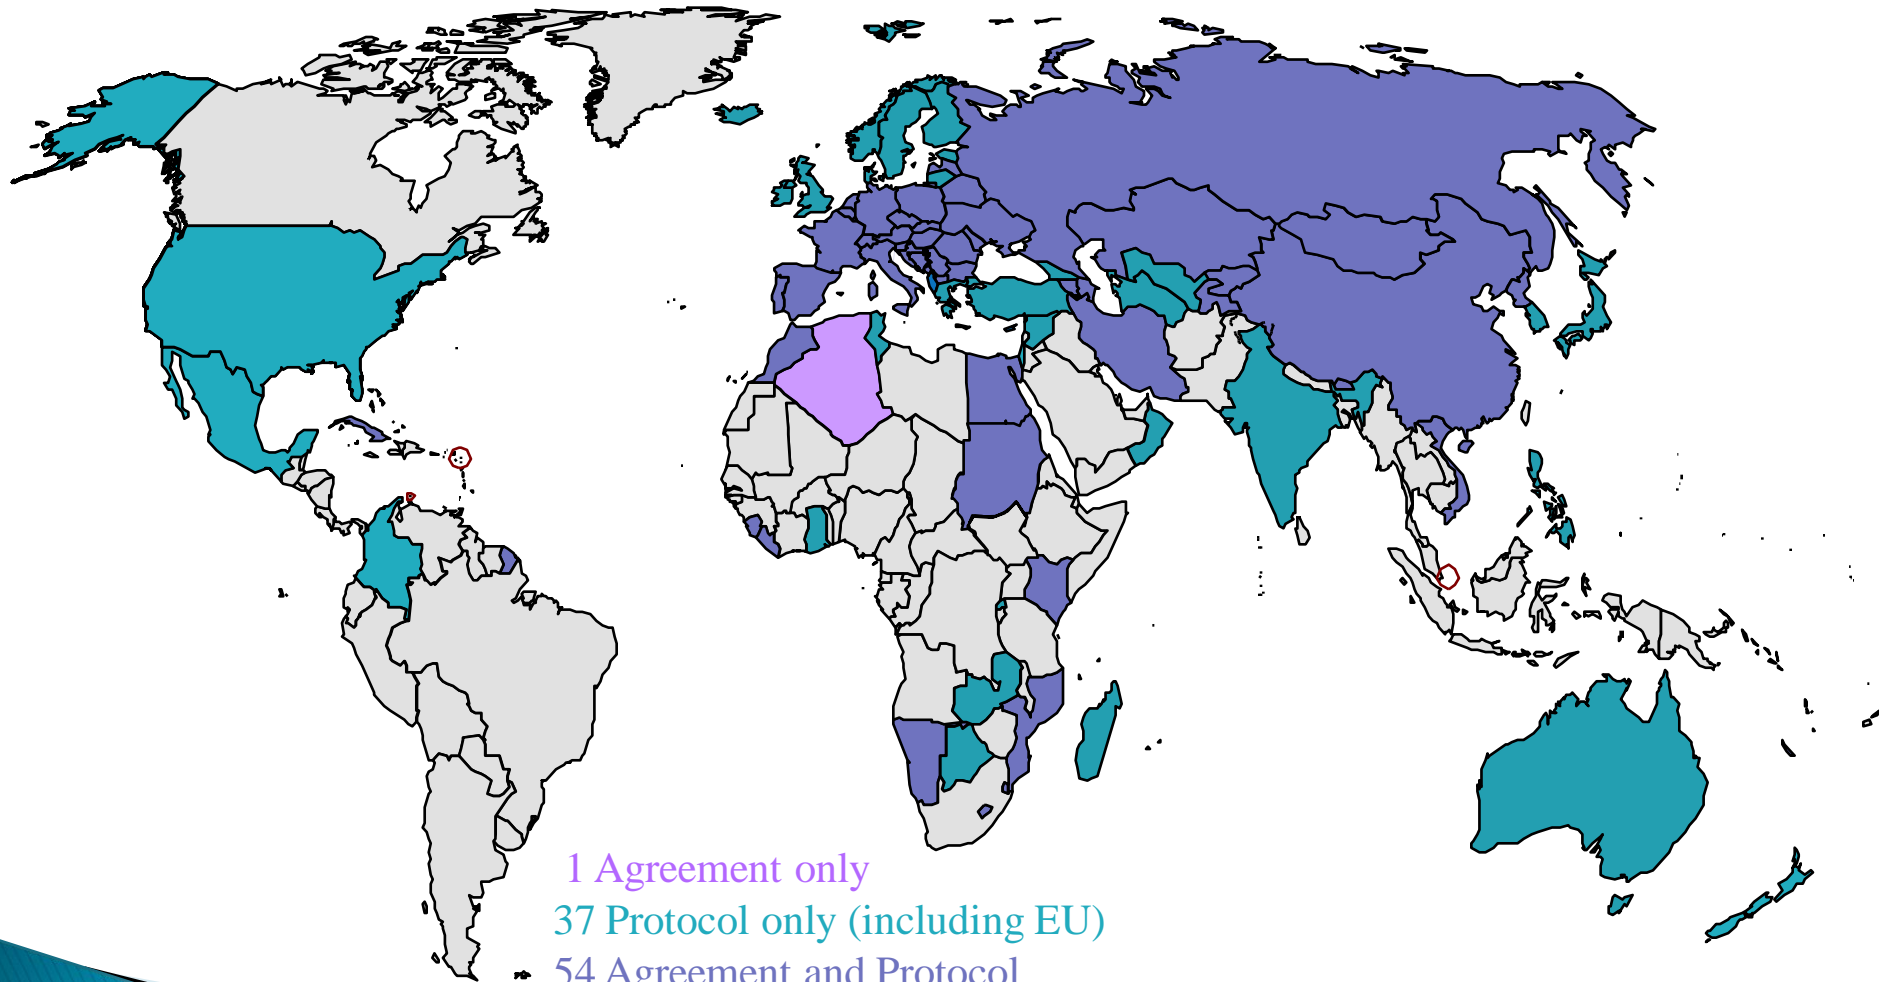 1 Agreement only
37 Protocol only (including EU)
54 Agreement and Protocol